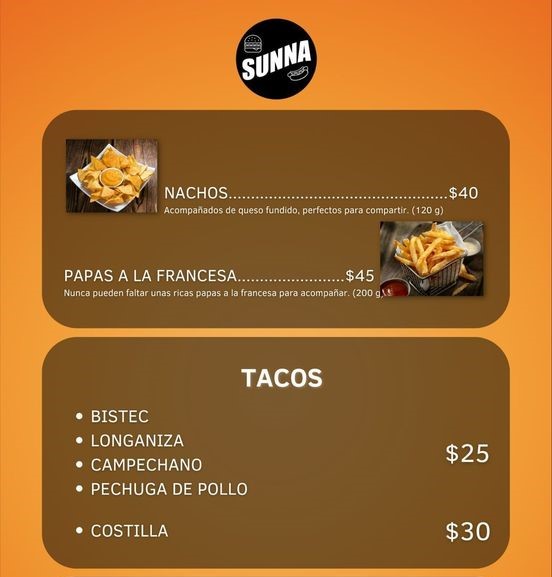 SUNNA
NACHOS................................................$40
Acompañados de queso fundido, perfectos para compartir. (120 g)
PAPAS A LA FRANCESA........................$45
Nunca pueden faltar unas ricas papas a la francesa para acompañar. (200 g)
TACOS
• BISTEC
• LONGANIZA
• CAMPECHANO
$25
• PECHUGA DE POLLO
• COSTILLA $30